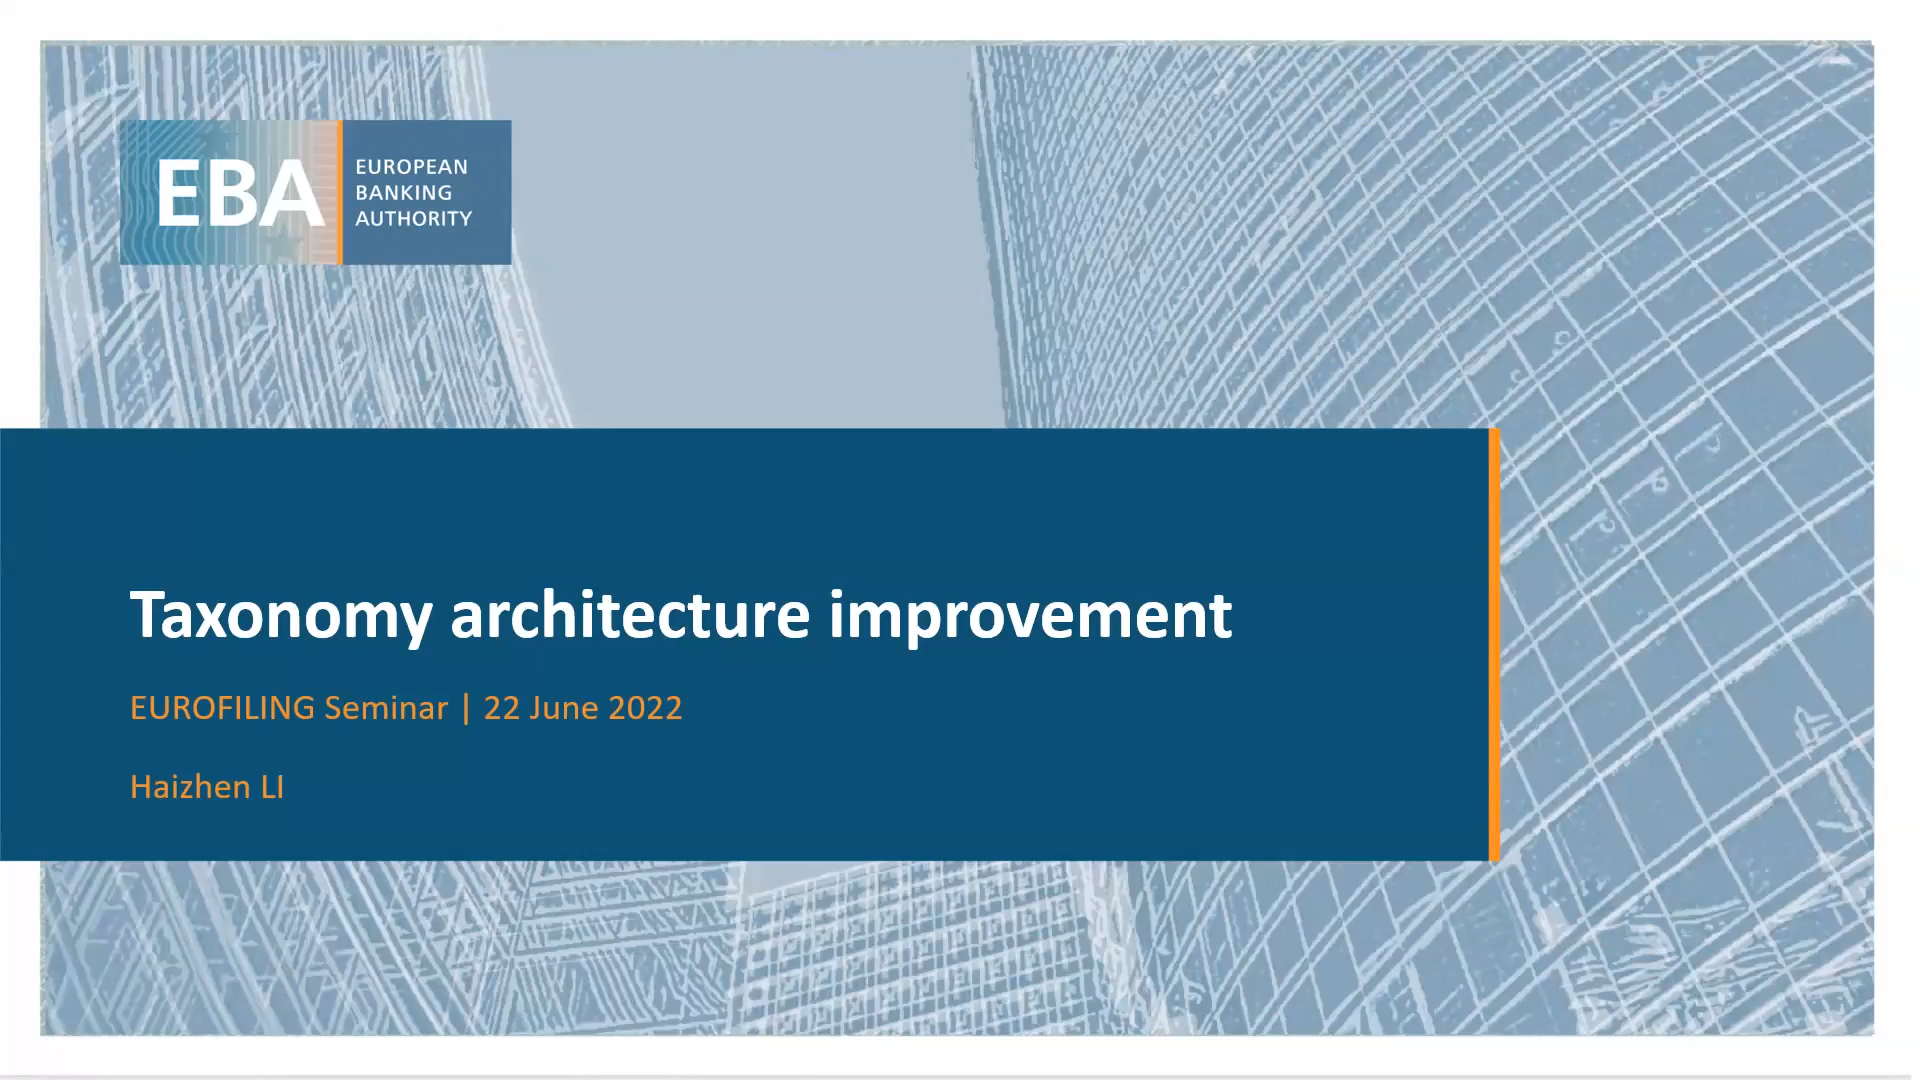 EBA
EUROPEAN
BANKING
AUTHORITY
Taxonomy architecture improvement
EUROFILING Seminar | 22 June 2022
Haizhen LI